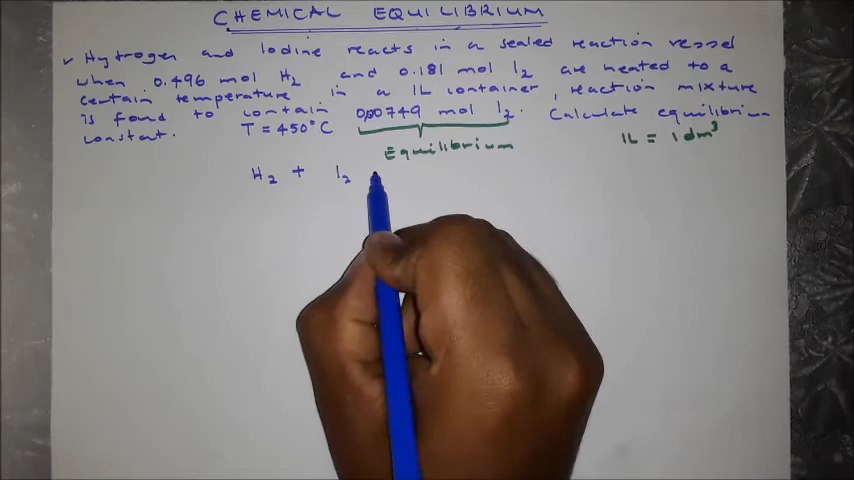 CHEMICAL EQUILIBRIUM
✓ Hydrogen and Iodine reacts in a sealed reaction vessel
when 0.496 mol H₂ and 0.181 mol I₂ are heated to a
certain temperature in a 1L container, reaction mixture
is found to contain 0,00749 mol I₂. Calculate equilibrium
constant. T = 450°C
Equilibrium 1L = 1 dm³
H₂ + I₂